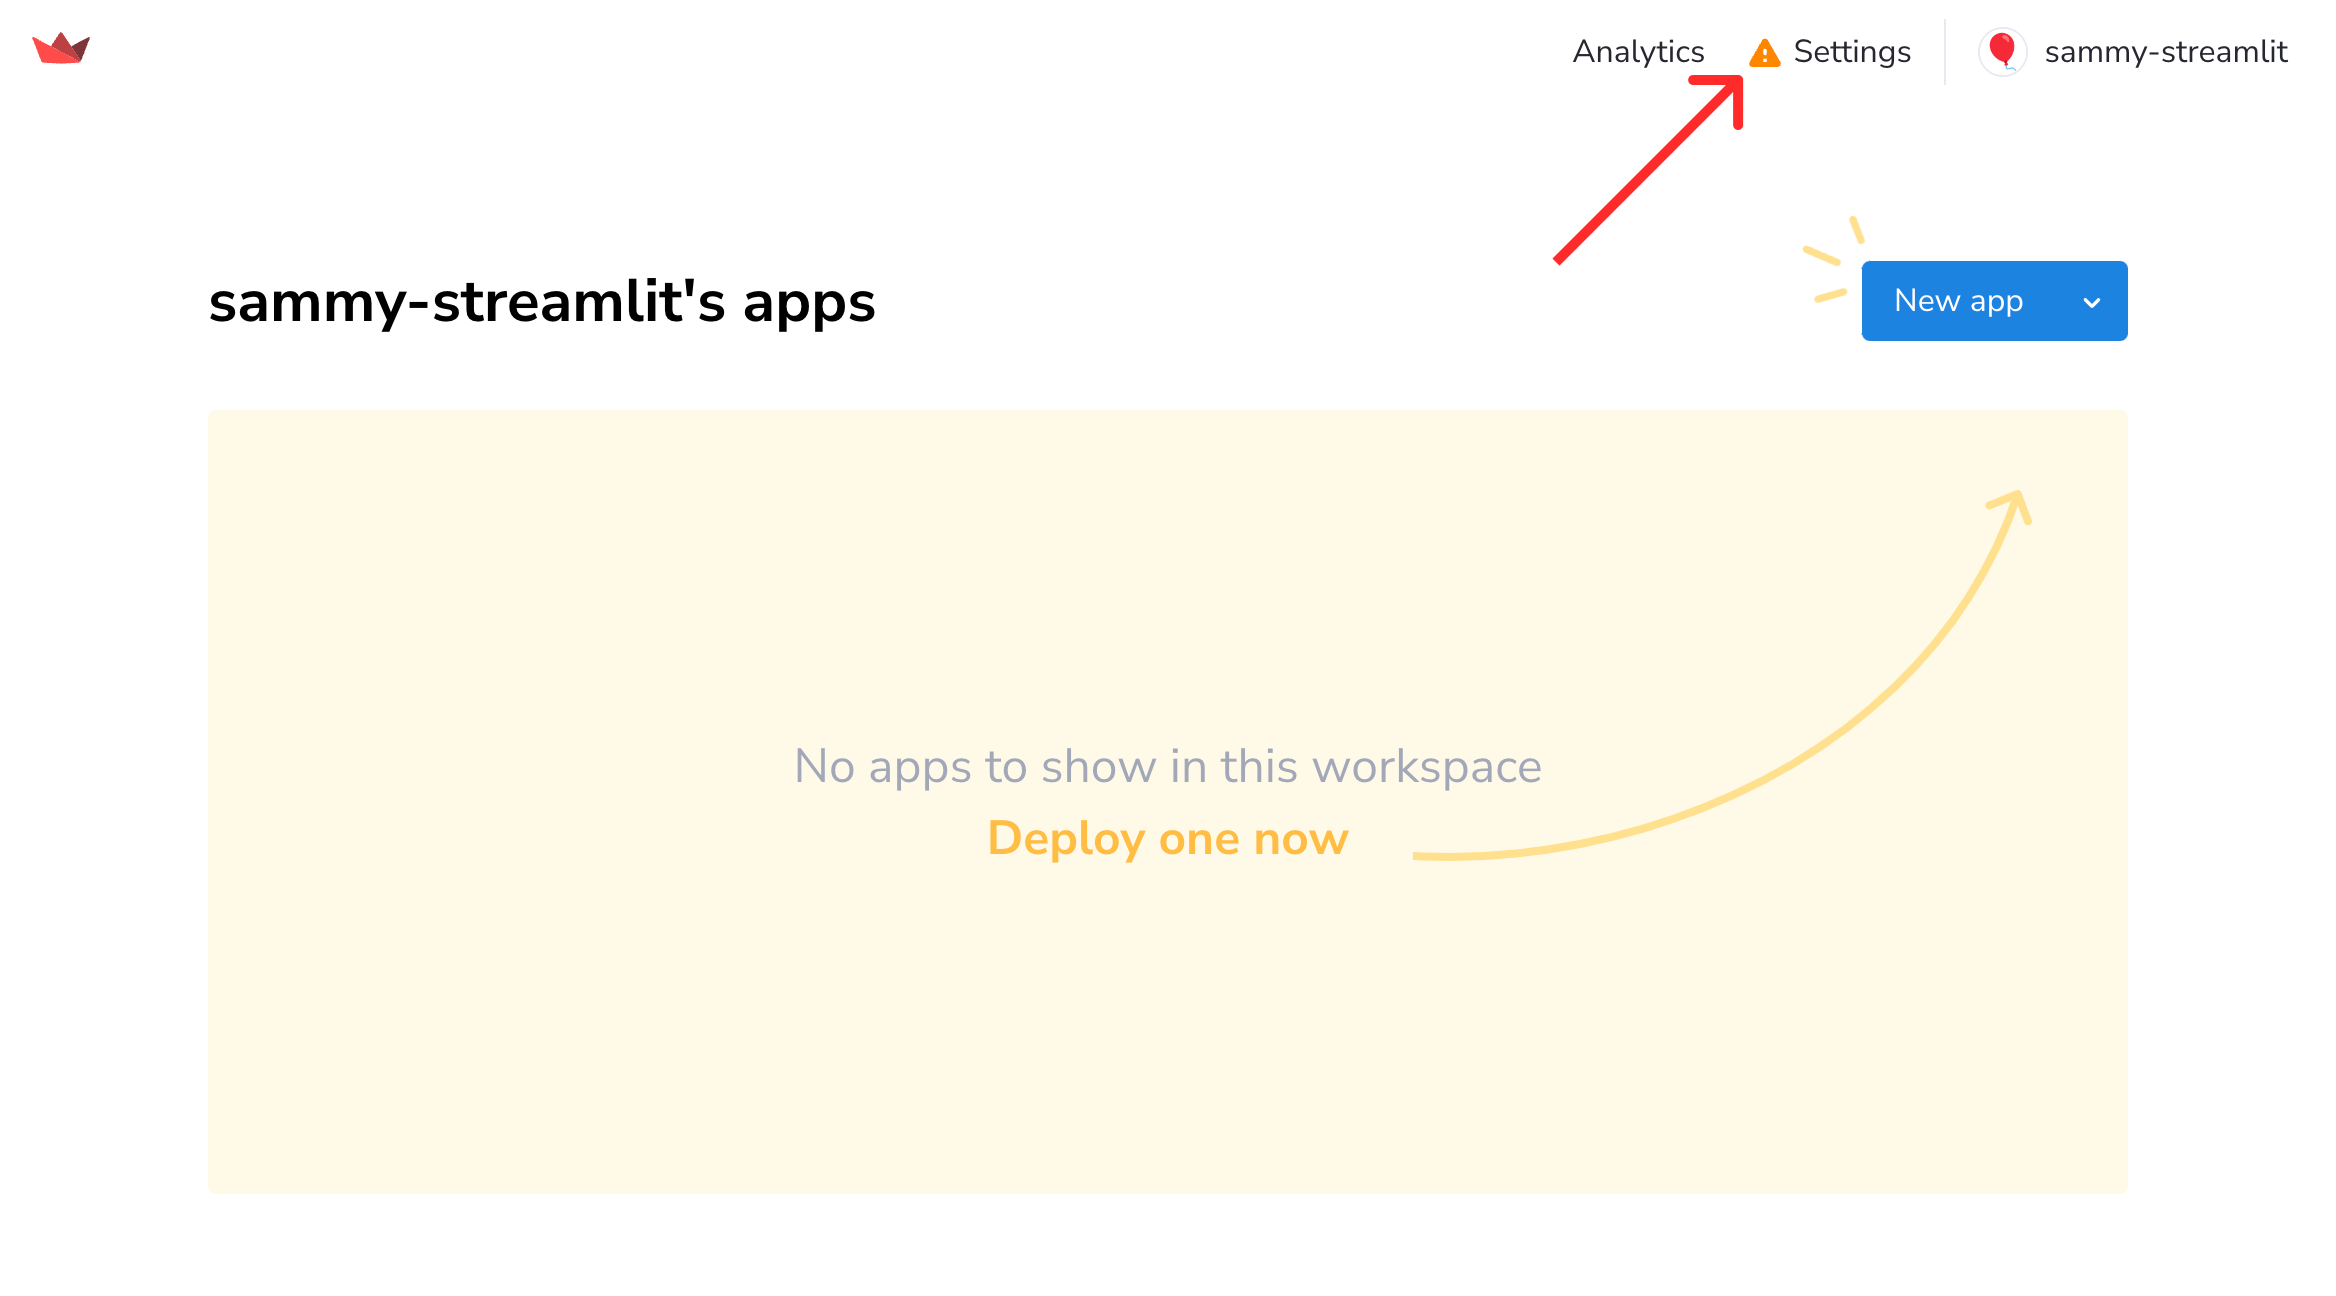 Analytics
Settings
sammy-streamlit
sammy-streamlit's apps
New app
No apps to show in this workspace
Deploy one now